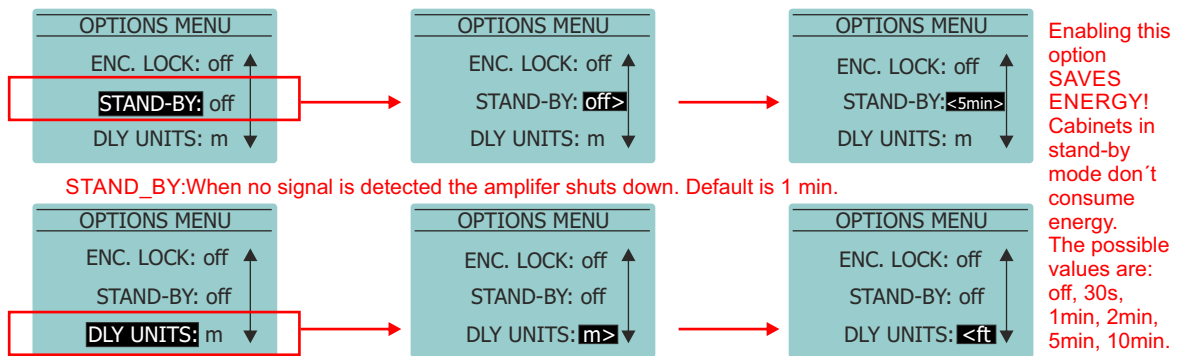 OPTIONS MENU
ENC. LOCK: off
STAND-BY: off
DLY UNITS: m
OPTIONS MENU
ENC. LOCK: off
STAND-BY: off>
DLY UNITS: m
OPTIONS MENU
ENC. LOCK: off
STAND-BY:<5min>
DLY UNITS: m
STAND_BY:When no signal is detected the amplifer shuts down. Default is 1 min.
OPTIONS MENU
ENC. LOCK: off
STAND-BY: off
DLY UNITS: m
OPTIONS MENU
ENC. LOCK: off
STAND-BY: off
DLY UNITS: m>
OPTIONS MENU
ENC. LOCK: off
STAND-BY: off
DLY UNITS: <ft
Enabling this
option
SAVES
ENERGY!
Cabinets in
stand-by
mode don´t
consume
energy.
The possible
values are:
off, 30s,
1min, 2min,
5min, 10min.